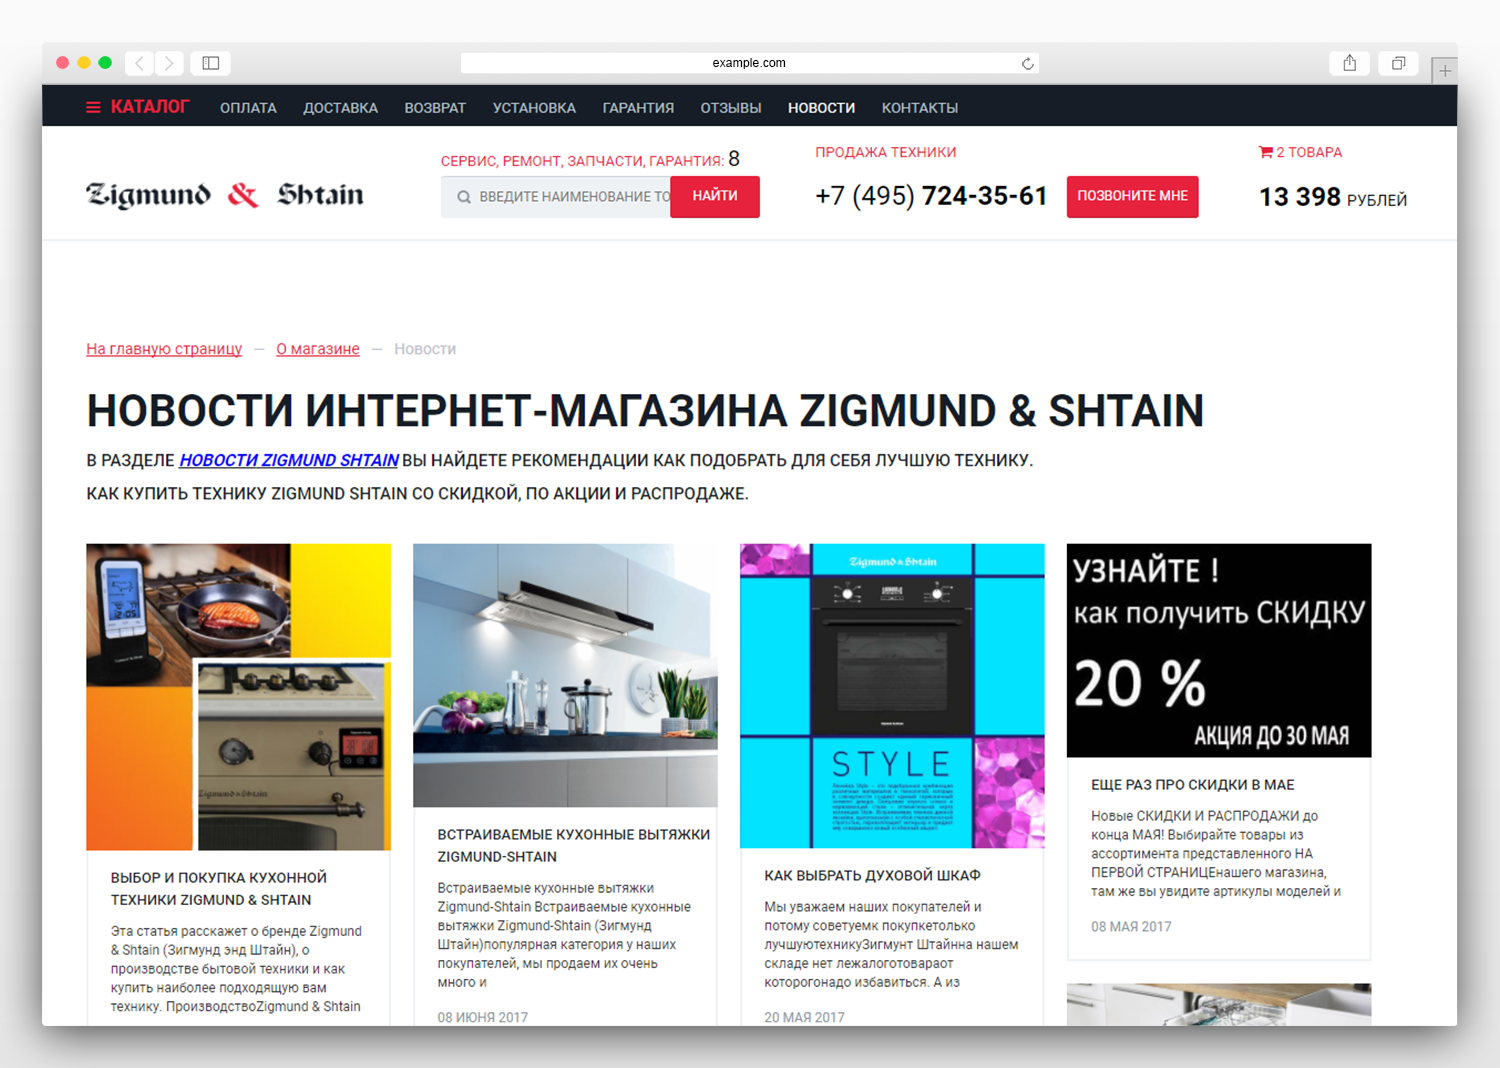 example.com
КАТАЛОГ ОПЛАТА ДОСТАВКА ВОЗВРАТ УСТАНОВКА ГАРАНТИЯ ОТЗЫВЫ НОВОСТИ КОНТАКТЫ
Zigmund & Shtain
СЕРВИС, РЕМОНТ, ЗАПЧАСТИ, ГАРАНТИЯ: 8
ВВЕДИТЕ НАИМЕНОВАНИЕ ТО
НАЙТИ
ПРОДАЖА ТЕХНИКИ
+7 (495) 724-35-61
ПОЗВОНИТЕ МНЕ
2 ТОВАРА
13 398 РУБЛЕЙ
На главную страницу — О магазине — Новости
НОВОСТИ ИНТЕРНЕТ-МАГАЗИНА ZIGMUND & SHTAIN
В РАЗДЕЛЕ НОВОСТИ ZIGMUND SHTAIN ВЫ НАЙДЕТЕ РЕКОМЕНДАЦИИ КАК ПОДОБРАТЬ ДЛЯ СЕБЯ ЛУЧШУЮ ТЕХНИКУ.
КАК КУПИТЬ ТЕХНИКУ ZIGMUND SHTAIN СО СКИДКОЙ, ПО АКЦИИ И РАСПРОДАЖЕ.
Zigmund & Shtain
ВЫБОР И ПОКУПКА КУХОННОЙ
ТЕХНИКИ ZIGMUND & SHTAIN
Эта статья расскажет о бренде Zigmund
& Shtain (Зигмунд энд Штайн), о
производстве бытовой техники и как
купить наиболее подходящую вам
технику. ПроизводствоZigmund & Shtain
ВСТРАИВАЕМЫЕ КУХОННЫЕ ВЫТЯЖКИ
ZIGMUND-SHTAIN
Встраиваемые кухонные вытяжки
Zigmund-Shtain Встраиваемые кухонные
вытяжки Zigmund-Shtain (Зигмунд
Штайн)популярная категория у наших
покупателей, мы продаем их очень
много и
08 ИЮНЯ 2017
Zigmund & Shtain
STYLE
КАК ВЫБРАТЬ ДУХОВОЙ ШКАФ
Мы уважаем наших покупателей и
потому советуемк покупкетолько
лучшуютехникуЗигмунт Штайнна нашем
складе нет лежалоготовараот
которогонадо избавиться. А из
20 МАЯ 2017
УЗНАЙТЕ !
как получить СКИДКУ
20 %
АКЦИЯ ДО 30 МАЯ
ЕЩЕ РАЗ ПРО СКИДКИ В МАЕ
Новые СКИДКИ И РАСПРОДАЖИ до
конца МАЯ! Выбирайте товары из
ассортимента представленного НА
ПЕРВОЙ СТРАНИЦЕнашего магазина,
там же вы увидите артикулы моделей и
08 МАЯ 2017